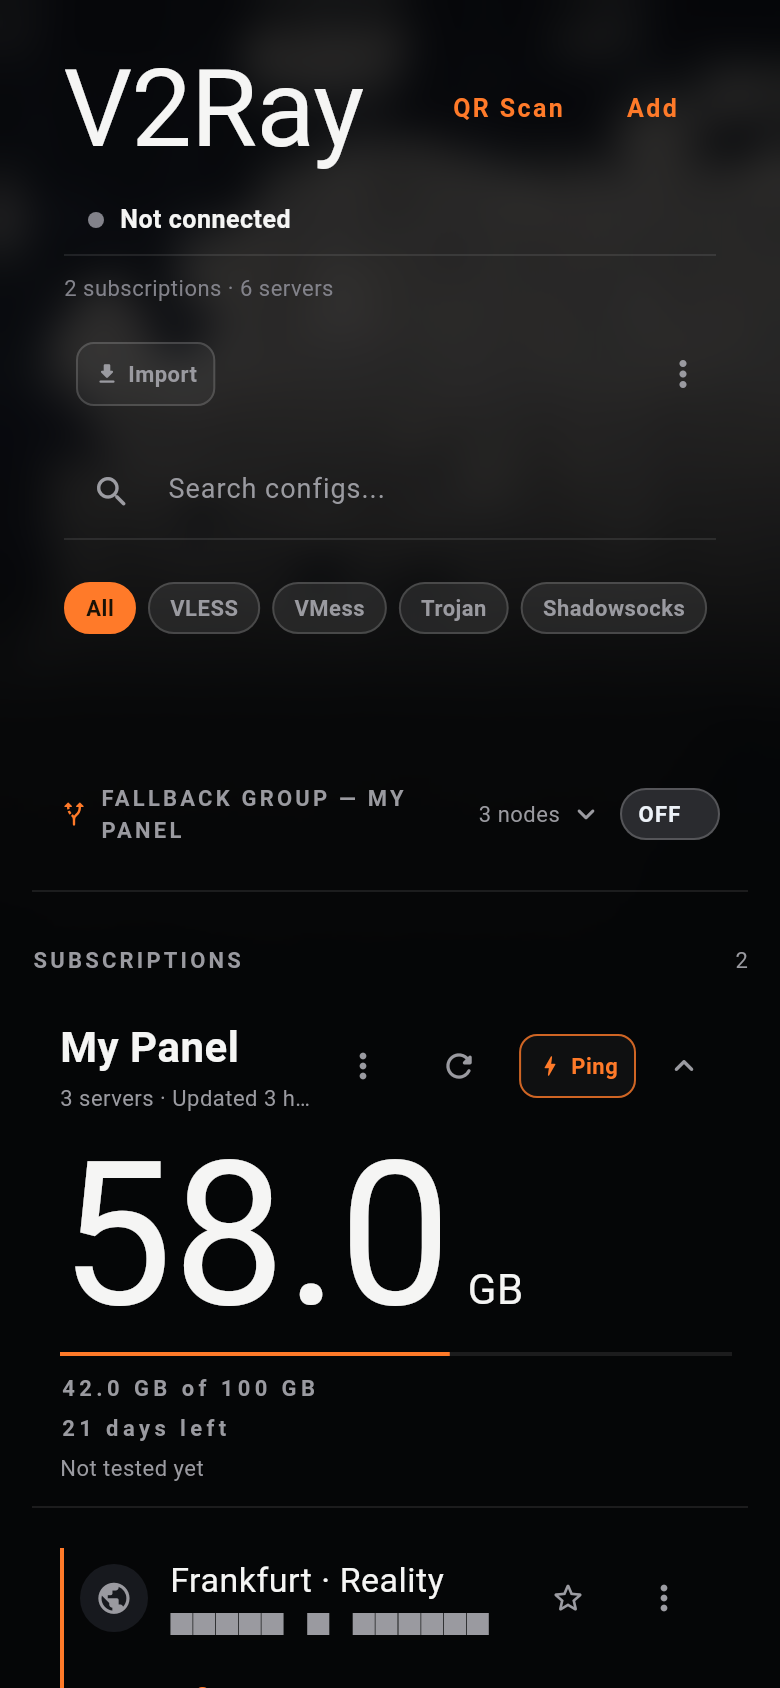 V2Ray
QR Scan
Add
Not connected
2 subscriptions · 6 servers
Import
Search configs...
All
VLESS
VMess
Trojan
Shadowsocks
FALLBACK GROUP — MY
PANEL
3 nodes
OFF
SUBSCRIPTIONS
2
My Panel
3 servers · Updated 3 h…
Ping
58.0 GB
42.0 GB of 100 GB
21 days left
Not tested yet
Frankfurt · Reality